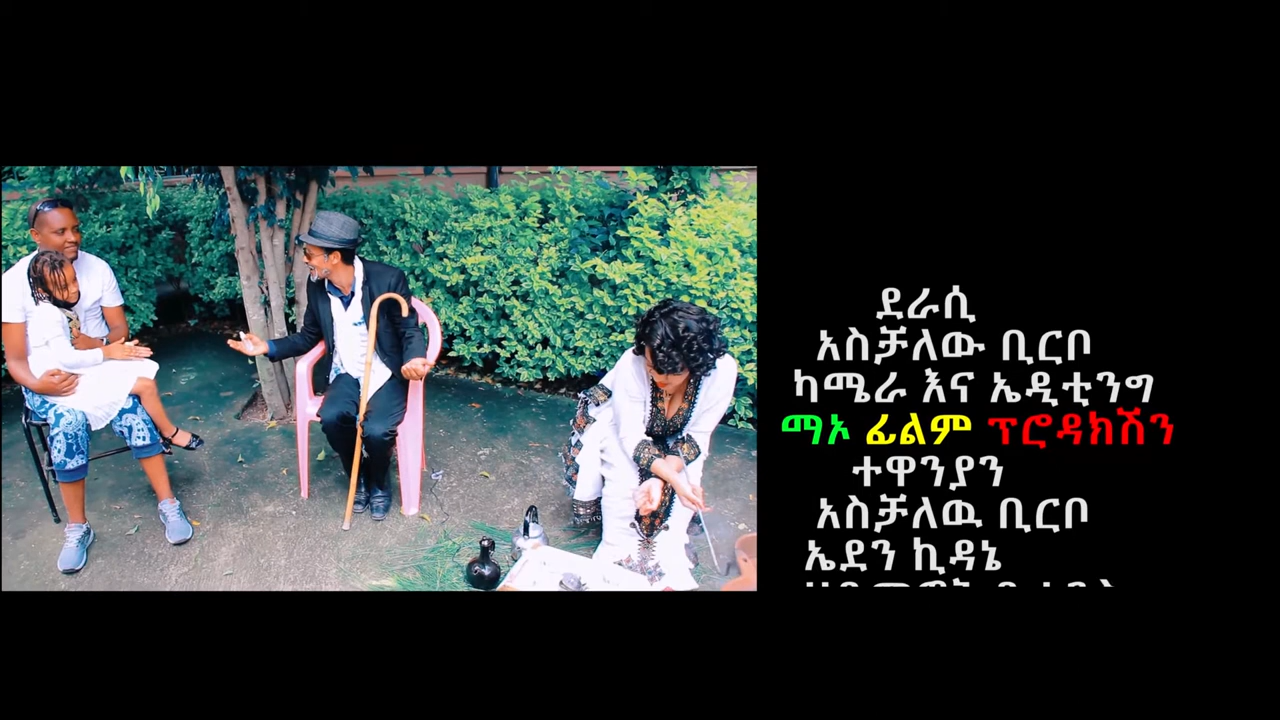 ደራሲ
አስቻለው ቢርቦ
ካሜራ እና ኤዲቲንግ
ማኦ ፊልም ፕሮዳክሽን
ተዋንያን
አስቻለዉ ቢርቦ
ኤደን ኪዳኔ